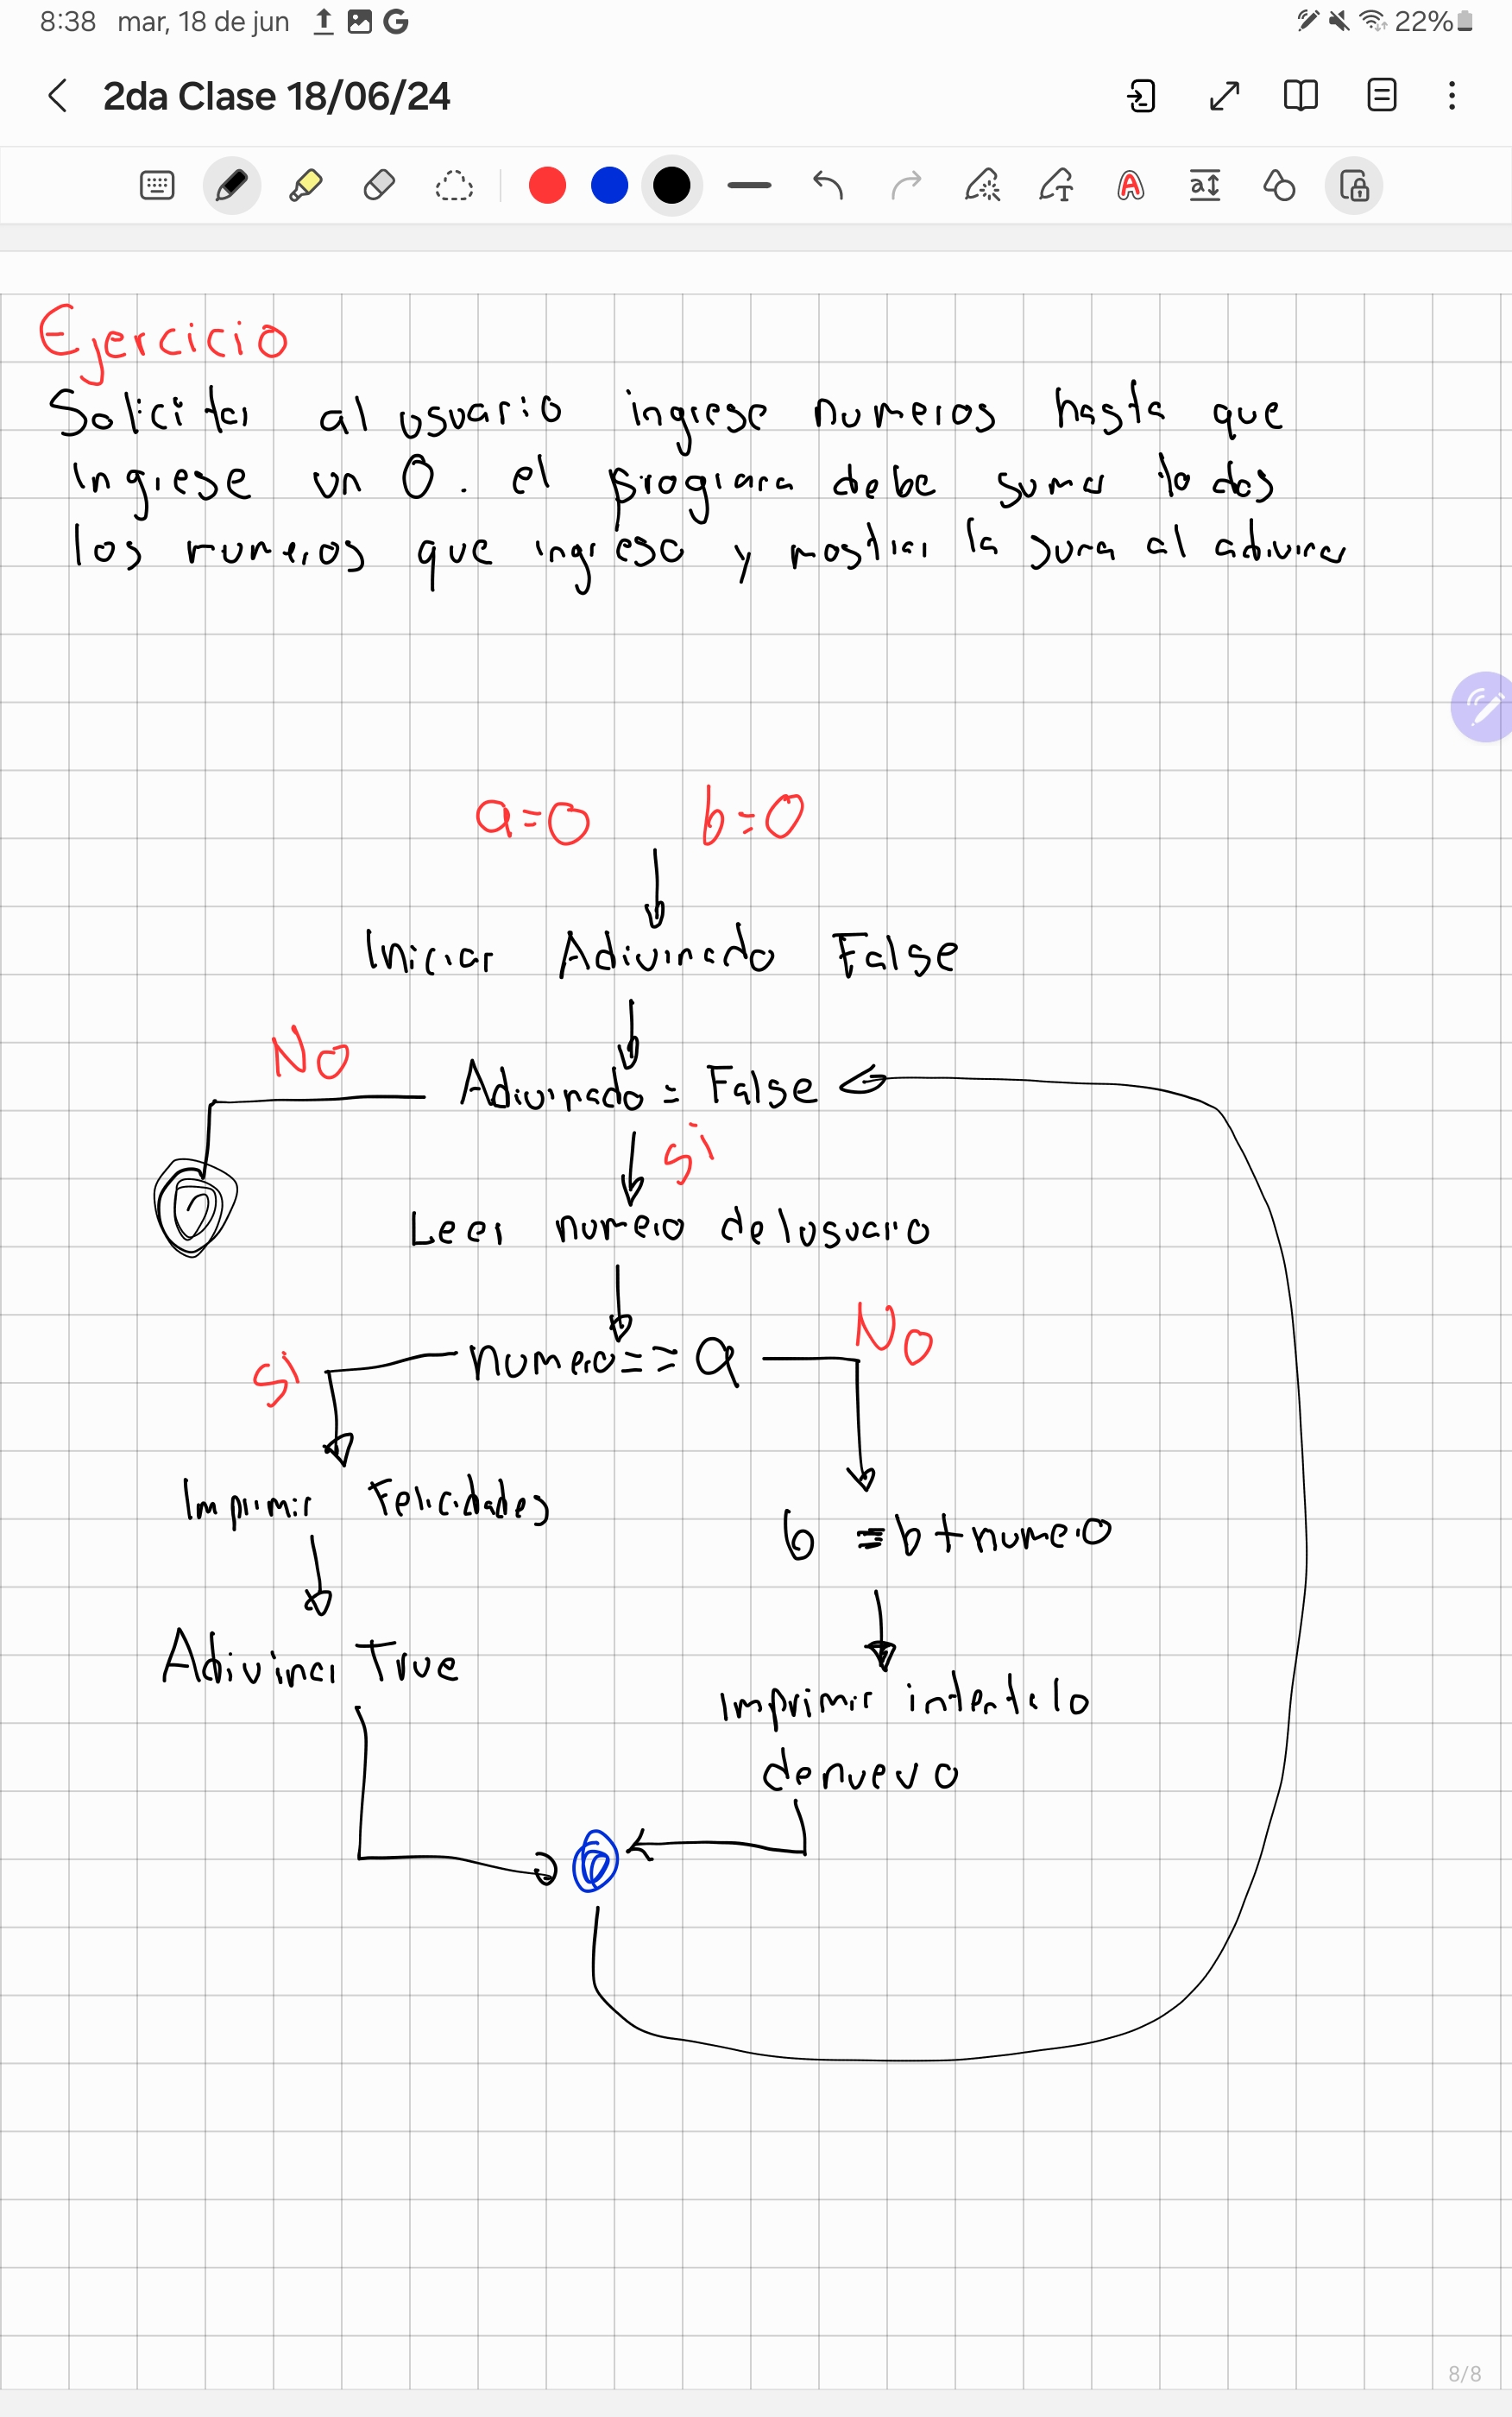 8:38 mar, 18 de jun 22%
2da Clase 18/06/24
Ejercicio
Solicitar al usuario ingrese numeros hasta que
ingrese un 0. el prograra debe sumar todos
los numeros que ingreso y mostrar la suma al adivinar
a=0 b=0
Iniciar Adivinado False
No
Adivinado = False
si
Leer numero del usuario
No
numero == a
si
Imprimir Felicidades
b = b + numero
Adivinar True
Imprimir intentalo
denuevo
8/8